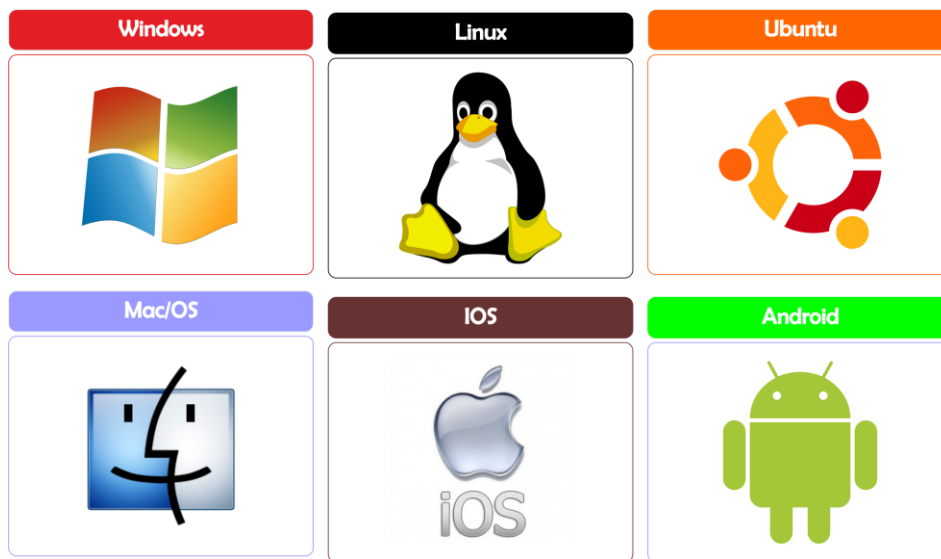 Windows
Linux
Ubuntu
Mac/OS
IOS
Android
iOS